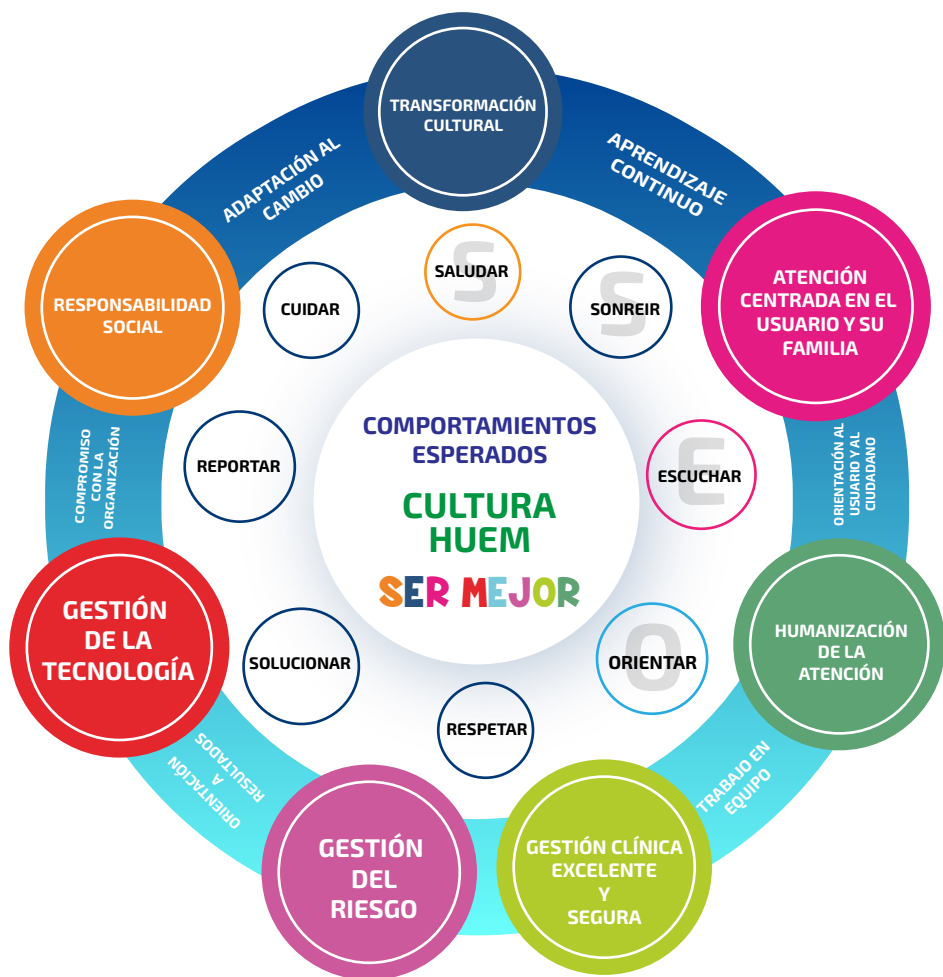 TRANSFORMACIÓN
CULTURAL
APRENDIZAJE
CONTINUO
ATENCIÓN
CENTRADA EN EL
USUARIO Y SU
FAMILIA
ORIENTACIÓN AL
USUARIO Y AL
CIUDADANO
HUMANIZACIÓN
DE LA
ATENCIÓN
TRABAJO EN
EQUIPO
GESTIÓN CLÍNICA
EXCELENTE
Y
SEGURA
GESTIÓN
DEL
RIESGO
ORIENTACIÓN
A
RESULTADOS
GESTIÓN
DE LA
TECNOLOGÍA
COMPROMISO
CON LA
ORGANIZACIÓN
RESPONSABILIDAD
SOCIAL
ADAPTACIÓN AL
CAMBIO
S
SALUDAR
S
SONREIR
E
ESCUCHAR
O
ORIENTAR
RESPETAR
SOLUCIONAR
REPORTAR
CUIDAR
COMPORTAMIENTOS
ESPERADOS
CULTURA
HUEM
SER MEJOR